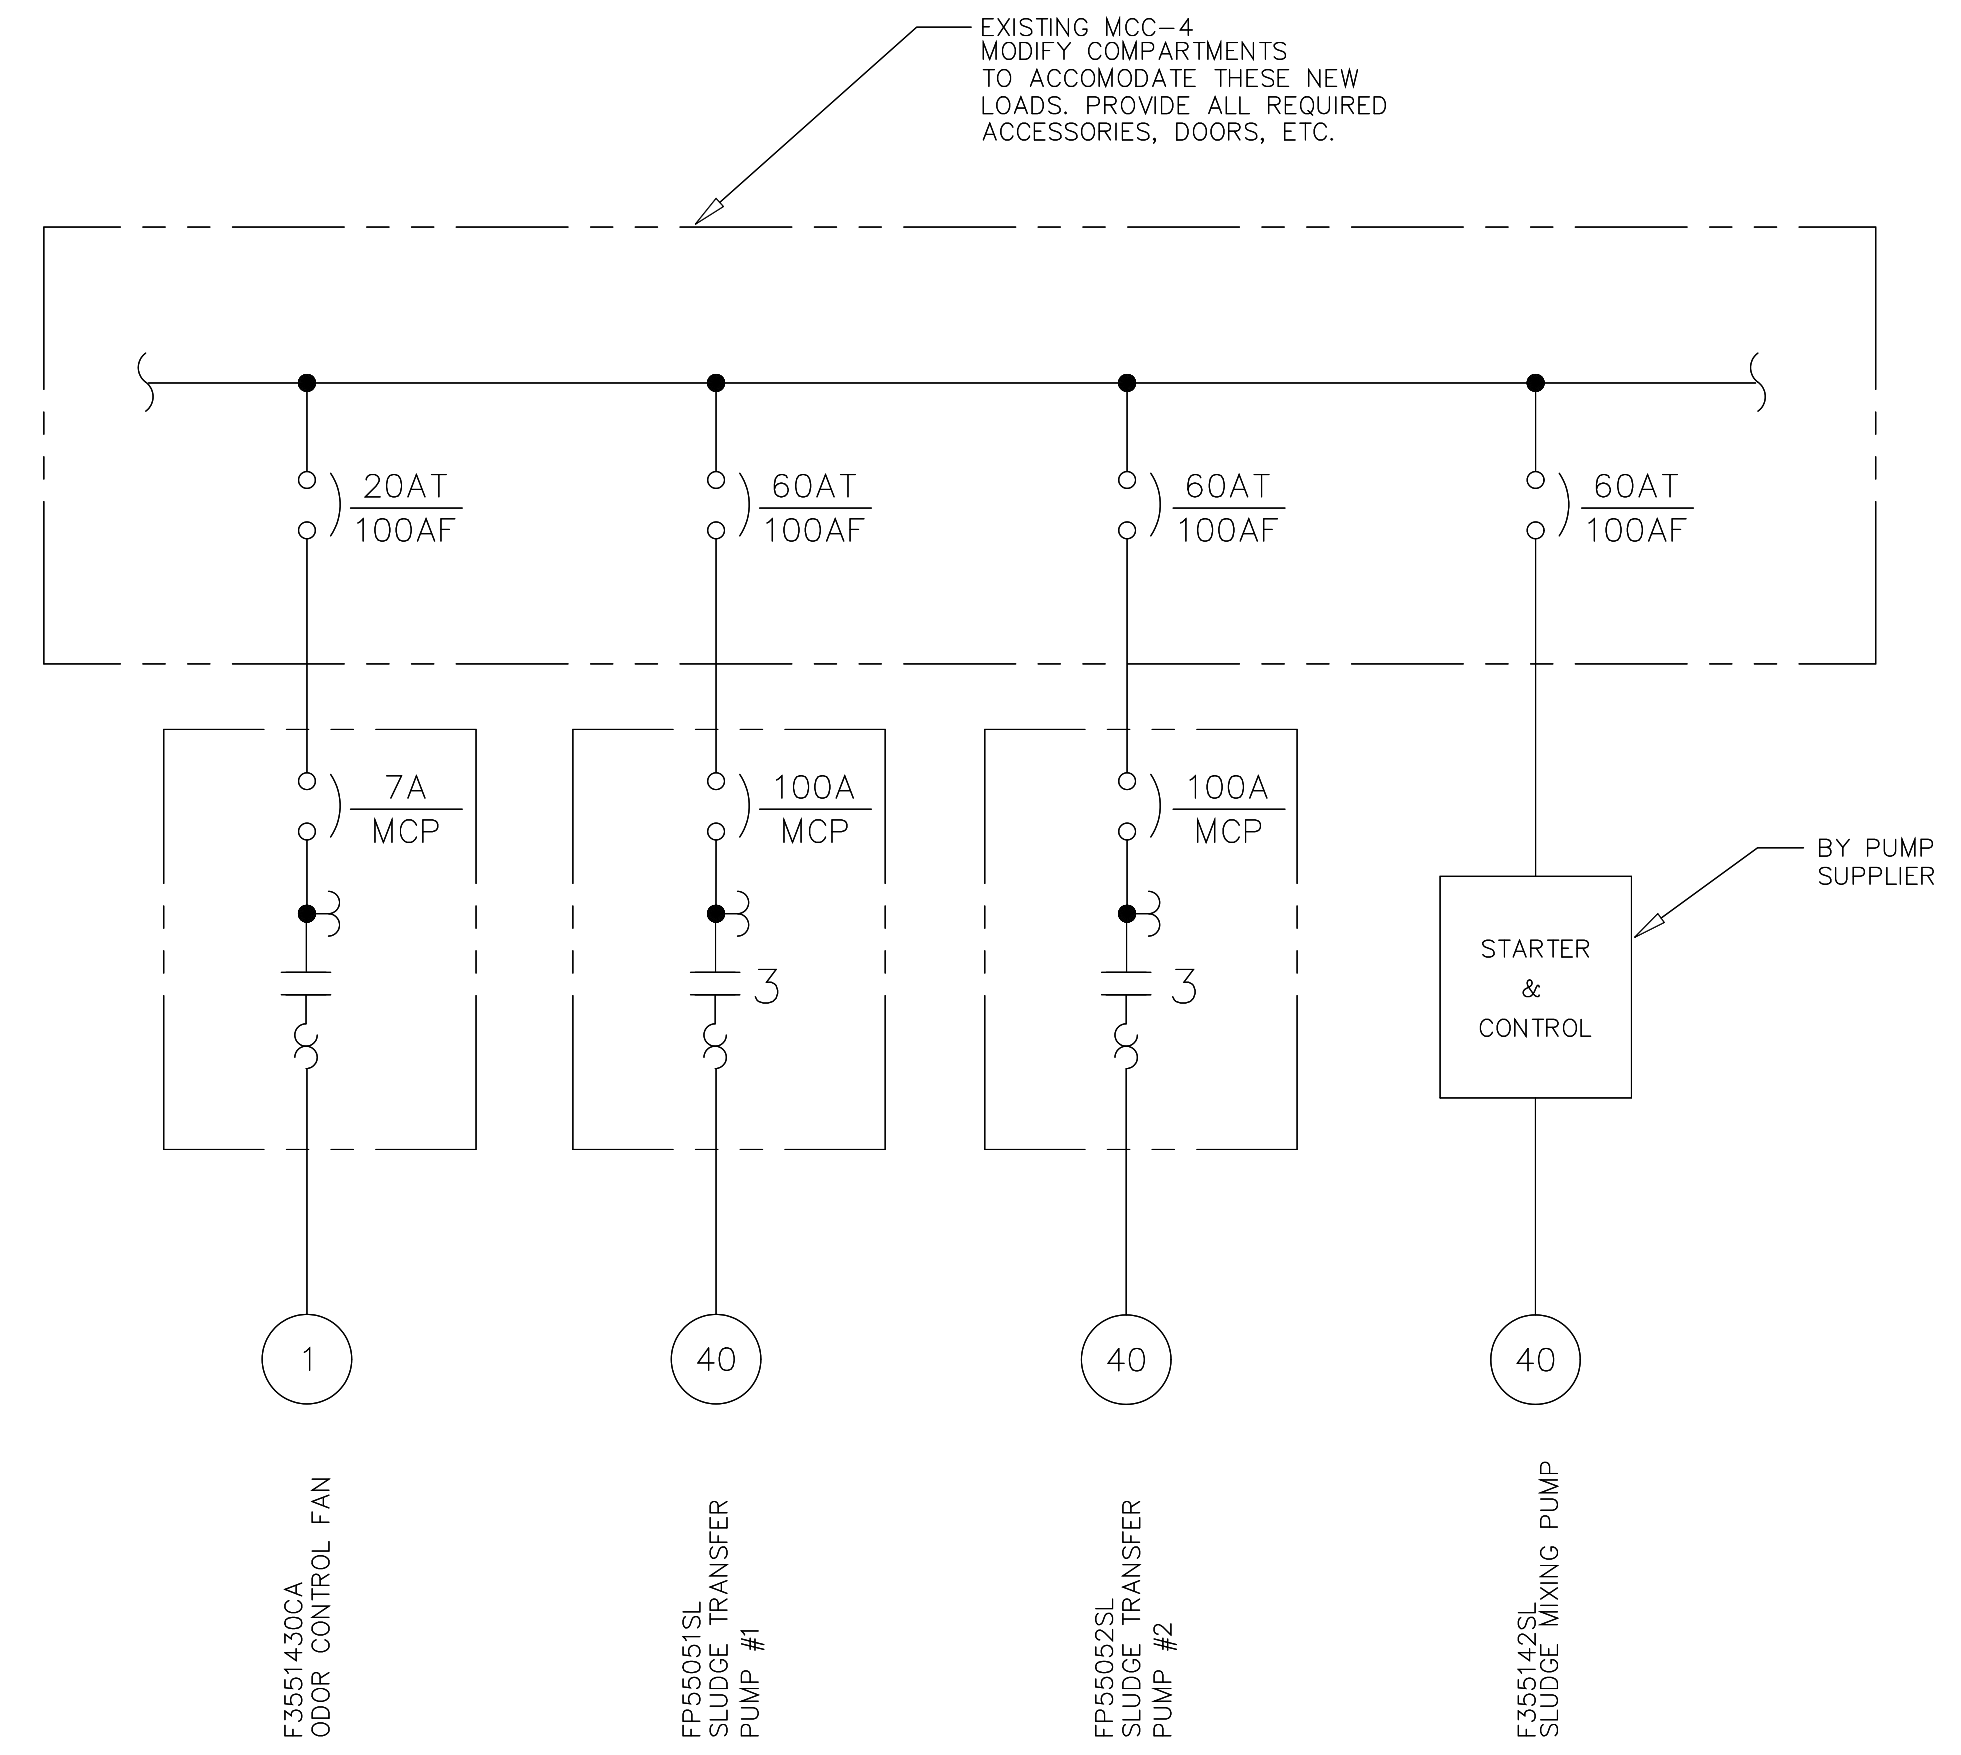 EXISTING MCC-4
MODIFY COMPARTMENTS
TO ACCOMODATE THESE NEW
LOADS. PROVIDE ALL REQUIRED
ACCESSORIES, DOORS, ETC.
20AT
100AF
60AT
100AF
60AT
100AF
60AT
100AF
7A
MCP
100A
MCP
100A
MCP
BY PUMP
SUPPLIER
3
3
STARTER
&
CONTROL
1
40
40
40
F3551430CA
ODOR CONTROL FAN
FP55051SL
SLUDGE TRANSFER
PUMP #1
FP55052SL
SLUDGE TRANSFER
PUMP #2
F355142SL
SLUDGE MIXING PUMP